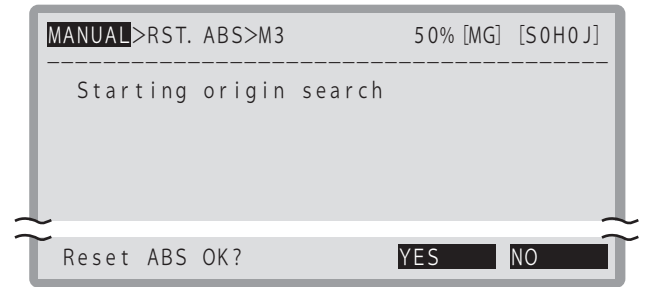 MANUAL>RST. ABS>M3 50% [MG] [S0H0J]
Starting origin search
Reset ABS OK? YES NO